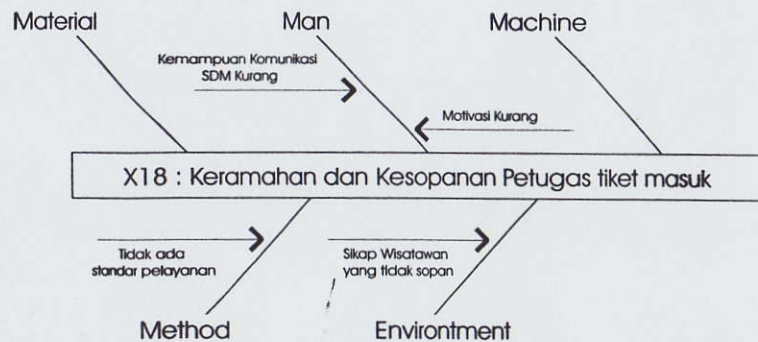 Material
Man
Machine
Kemampuan Komunikasi
SDM Kurang
Motivasi Kurang
X18 : Keramahan dan Kesopanan Petugas tiket masuk
Tidak ada
standar pelayanan
Sikap Wisatawan
yang tidak sopan
Method
Environtment